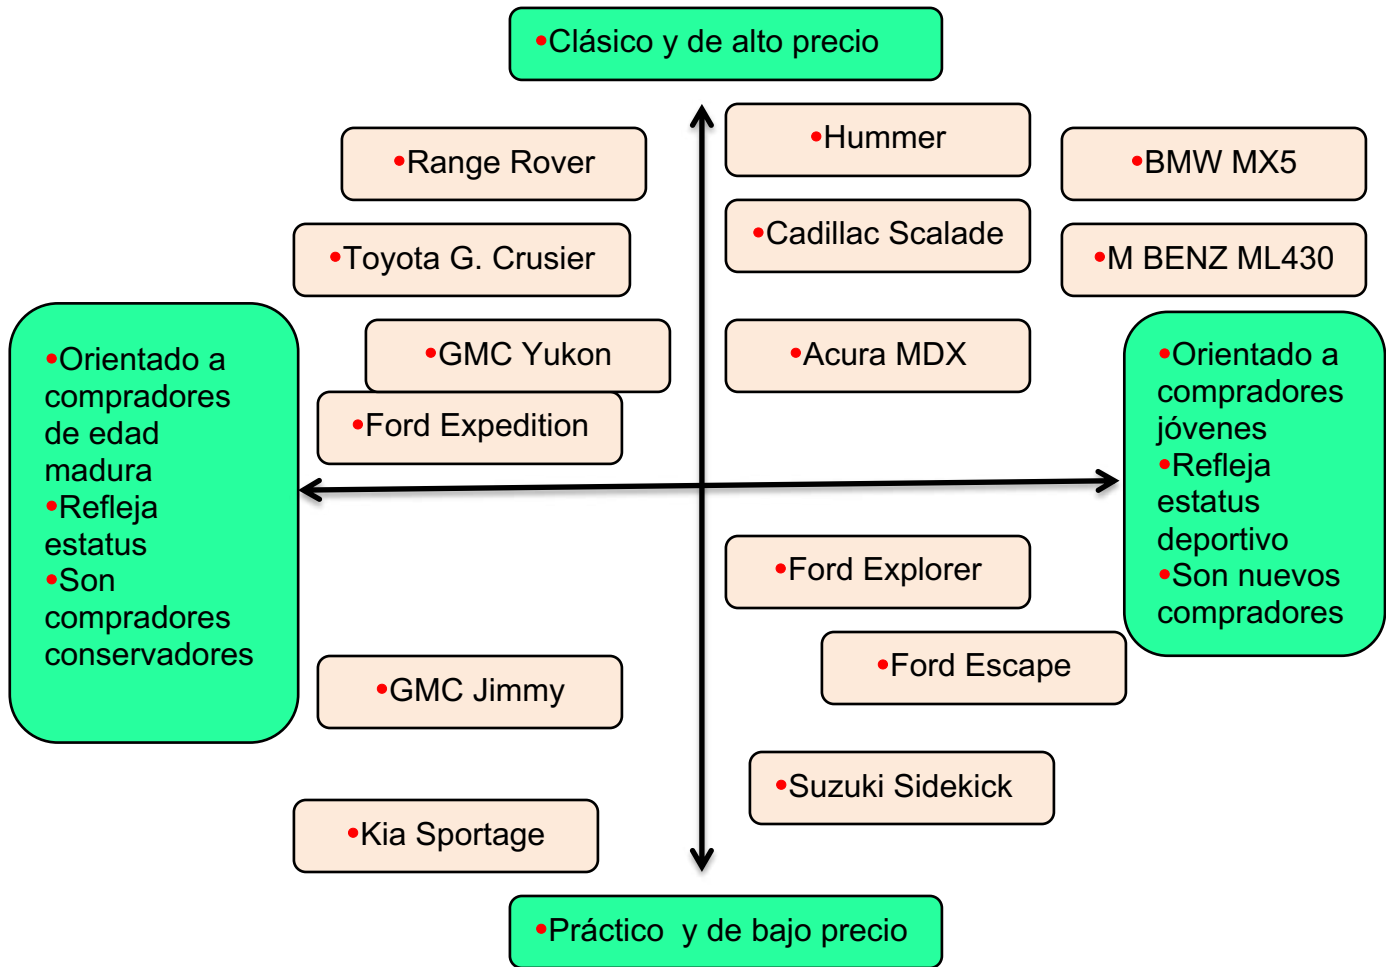 •Clásico y de alto precio
•Hummer
•Range Rover
•BMW MX5
•Cadillac Scalade
•Toyota G. Crusier
•M BENZ ML430
•GMC Yukon
•Acura MDX
•Ford Expedition
•Orientado a
compradores
de edad
madura
•Refleja
estatus
•Son
compradores
conservadores
•Orientado a
compradores
jóvenes
•Refleja
estatus
deportivo
•Son nuevos
compradores
•Ford Explorer
•Ford Escape
•GMC Jimmy
•Suzuki Sidekick
•Kia Sportage
•Práctico  y de bajo precio